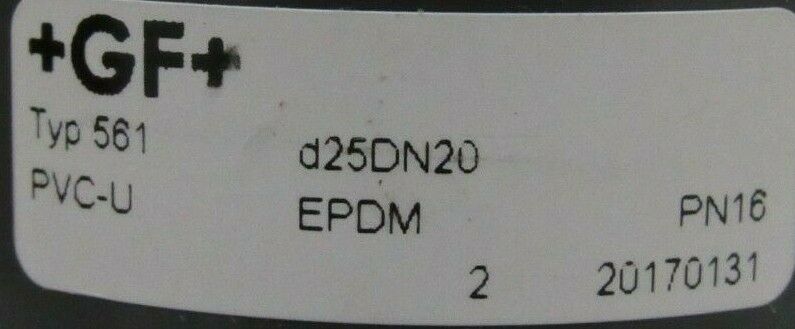 +GF+
Typ 561
d25DN20
PVC-U
EPDM
PN16
2
20170131